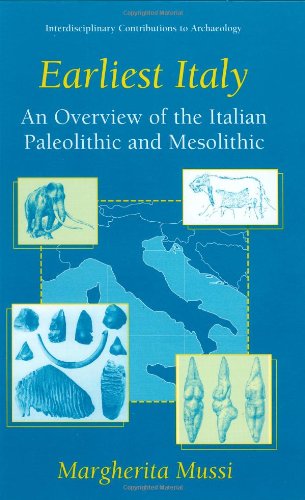 Interdisciplinary Contributions to Archaeology
Earliest Italy
An Overview of the Italian
Paleolithic and Mesolithic
Margherita Mussi